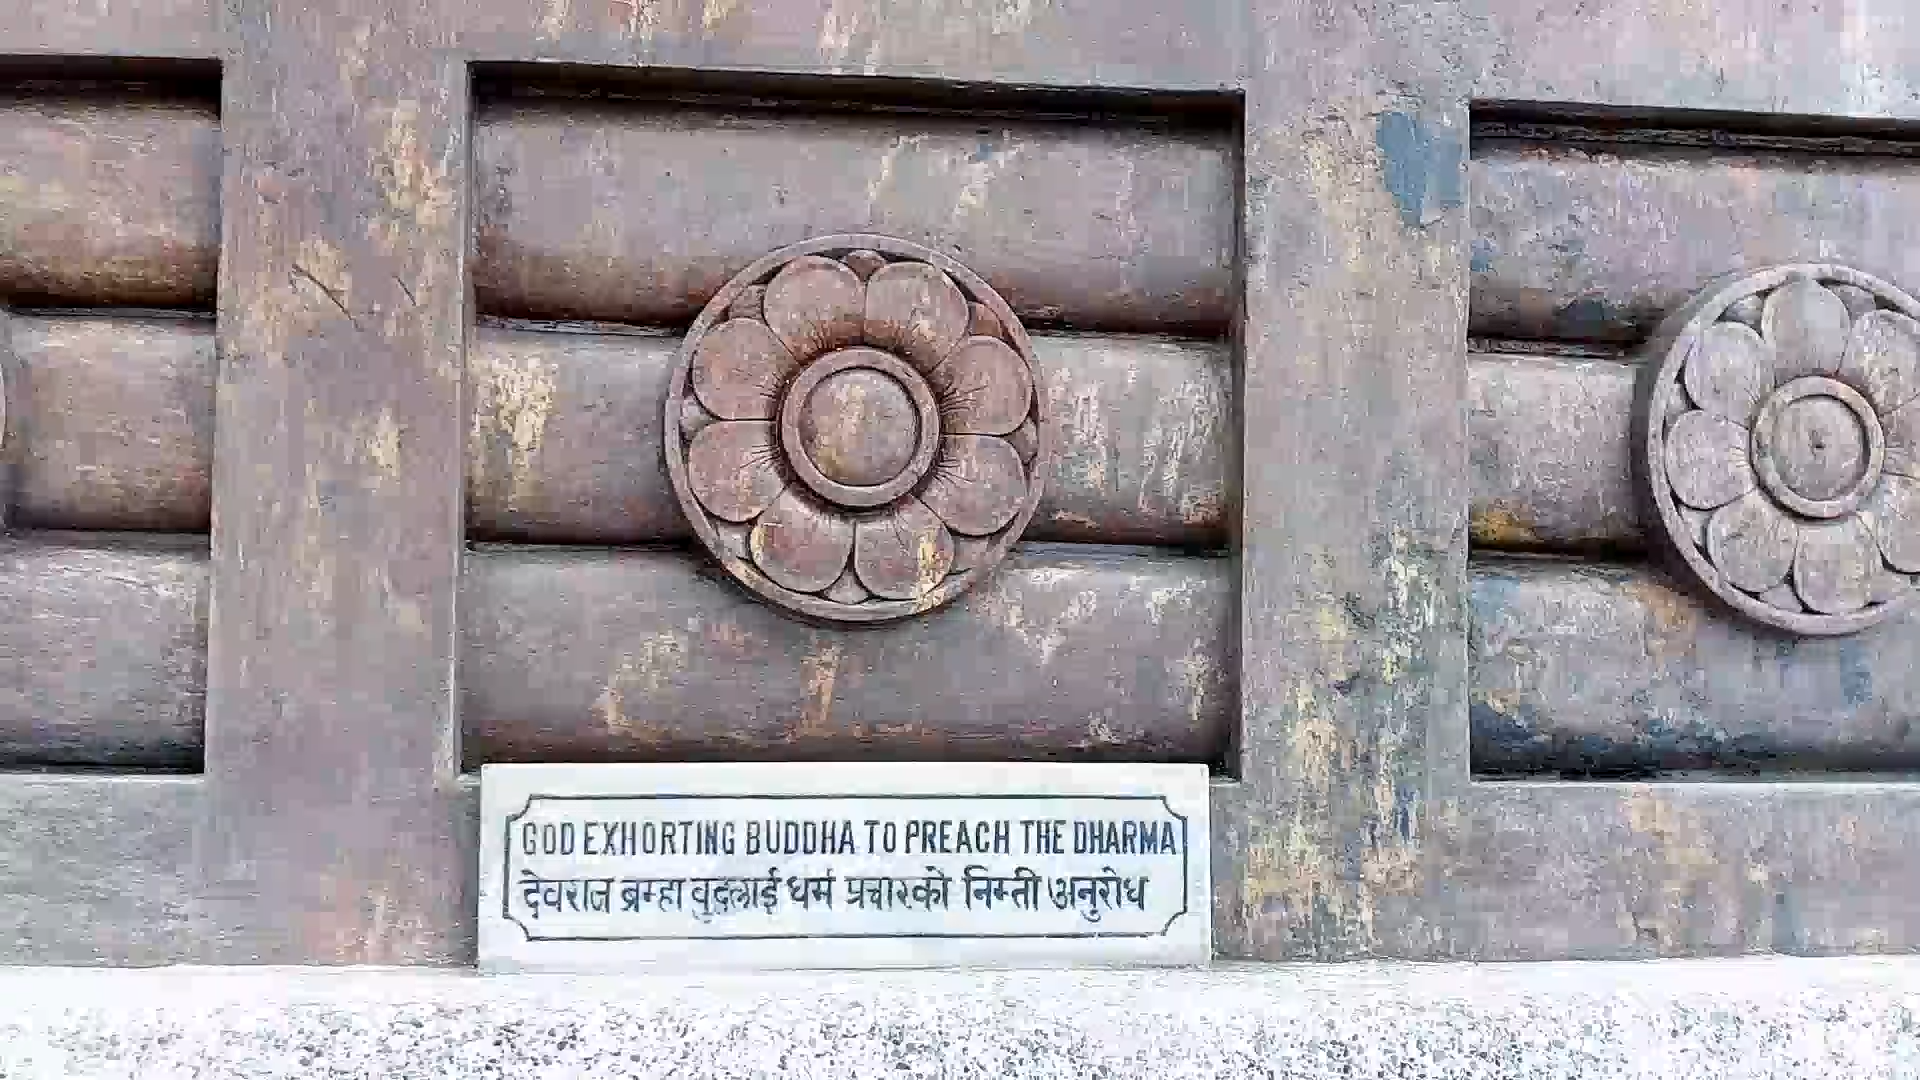 GOD EXHORTING BUDDHA TO PREACH THE DHARMA
देवराज ब्रम्हा वुद्धलाई धर्म प्रचारको निम्ती अनुरोध